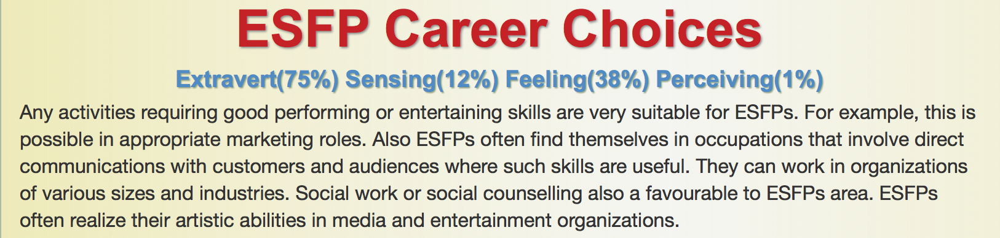 ESFP Career Choices
Extravert(75%) Sensing(12%) Feeling(38%) Perceiving(1%)
Any activities requiring good performing or entertaining skills are very suitable for ESFPs. For example, this is
possible in appropriate marketing roles. Also ESFPs often find themselves in occupations that involve direct
communications with customers and audiences where such skills are useful. They can work in organizations
of various sizes and industries. Social work or social counselling also a favourable to ESFPs area. ESFPs
often realize their artistic abilities in media and entertainment organizations.